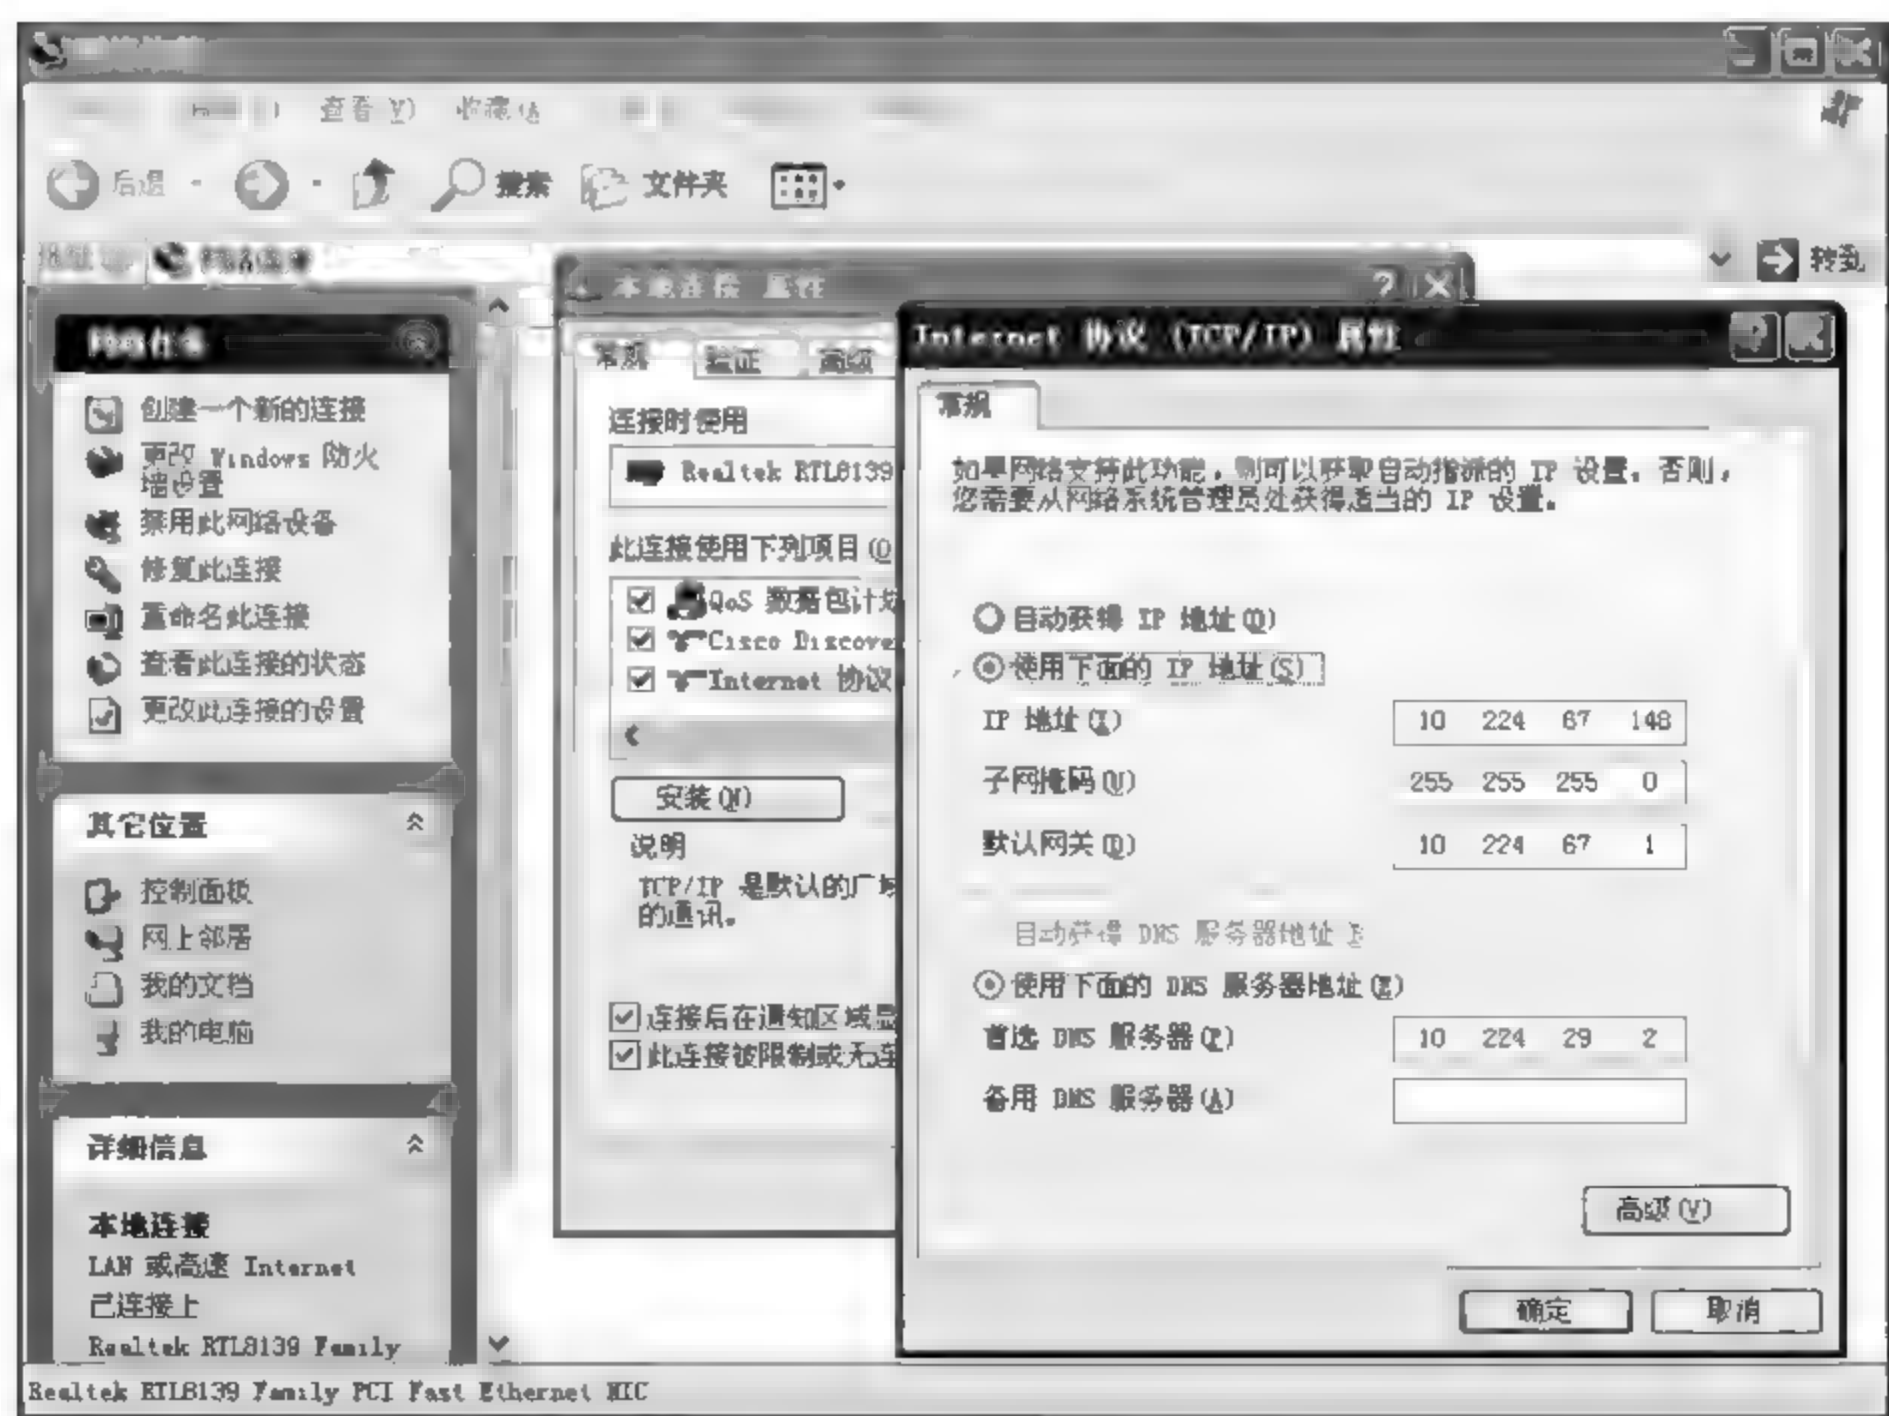 查看(V) 收藏(A
后退 搜索 文件夹
转到
网络任务
创建一个新的连接
更改 Windows 防火
墙设置
禁用此网络设备
修复此连接
重命名此连接
查看此连接的状态
更改此连接的设置
其它位置
控制面板
网上邻居
我的文档
我的电脑
详细信息
本地连接
LAN 或高速 Internet
已连接上
Realtek RTL8139 Family
Realtek RTL8139 Family PCI Fast Ethernet NIC
本地连接 属性
常规 验证 高级
连接时使用
Realtek RTL8139
此连接使用下列项目(O
QoS 数据包计划
Cisco Discover
Internet 协议
安装(N)
说明
TCP/IP 是默认的广域
的通讯。
连接后在通知区域显
此连接被限制或无连
Internet 协议 (TCP/IP) 属性
常规
如果网络支持此功能，则可以获取自动指派的 IP 设置。否则，
您需要从网络系统管理员处获得适当的 IP 设置。
自动获得 IP 地址(O)
使用下面的 IP 地址(S)
IP 地址(I) 10 224 67 148
子网掩码(U) 255 255 255 0
默认网关(D) 10 224 67 1
自动获得 DNS 服务器地址 B
使用下面的 DNS 服务器地址(E)
首选 DNS 服务器(P) 10 224 29 2
备用 DNS 服务器(A)
高级(V)
确定 取消